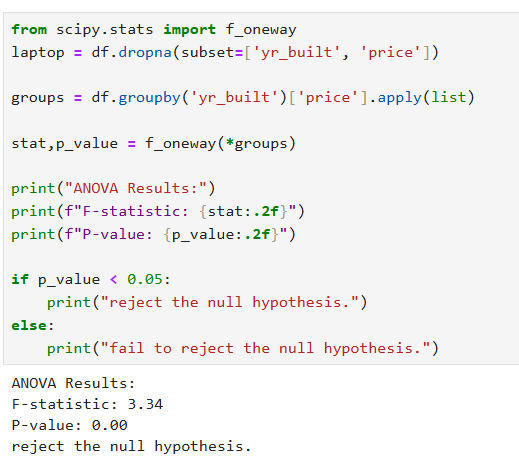 from scipy.stats import f_oneway
laptop = df.dropna(subset=['yr_built', 'price'])
groups = df.groupby('yr_built')['price'].apply(list)
stat,p_value = f_oneway(*groups)
print("ANOVA Results:")
print(f"F-statistic: {stat:.2f}")
print(f"P-value: {p_value:.2f}")
if p_value < 0.05:
    print("reject the null hypothesis.")
else:
    print("fail to reject the null hypothesis.")
ANOVA Results:
F-statistic: 3.34
P-value: 0.00
reject the null hypothesis.